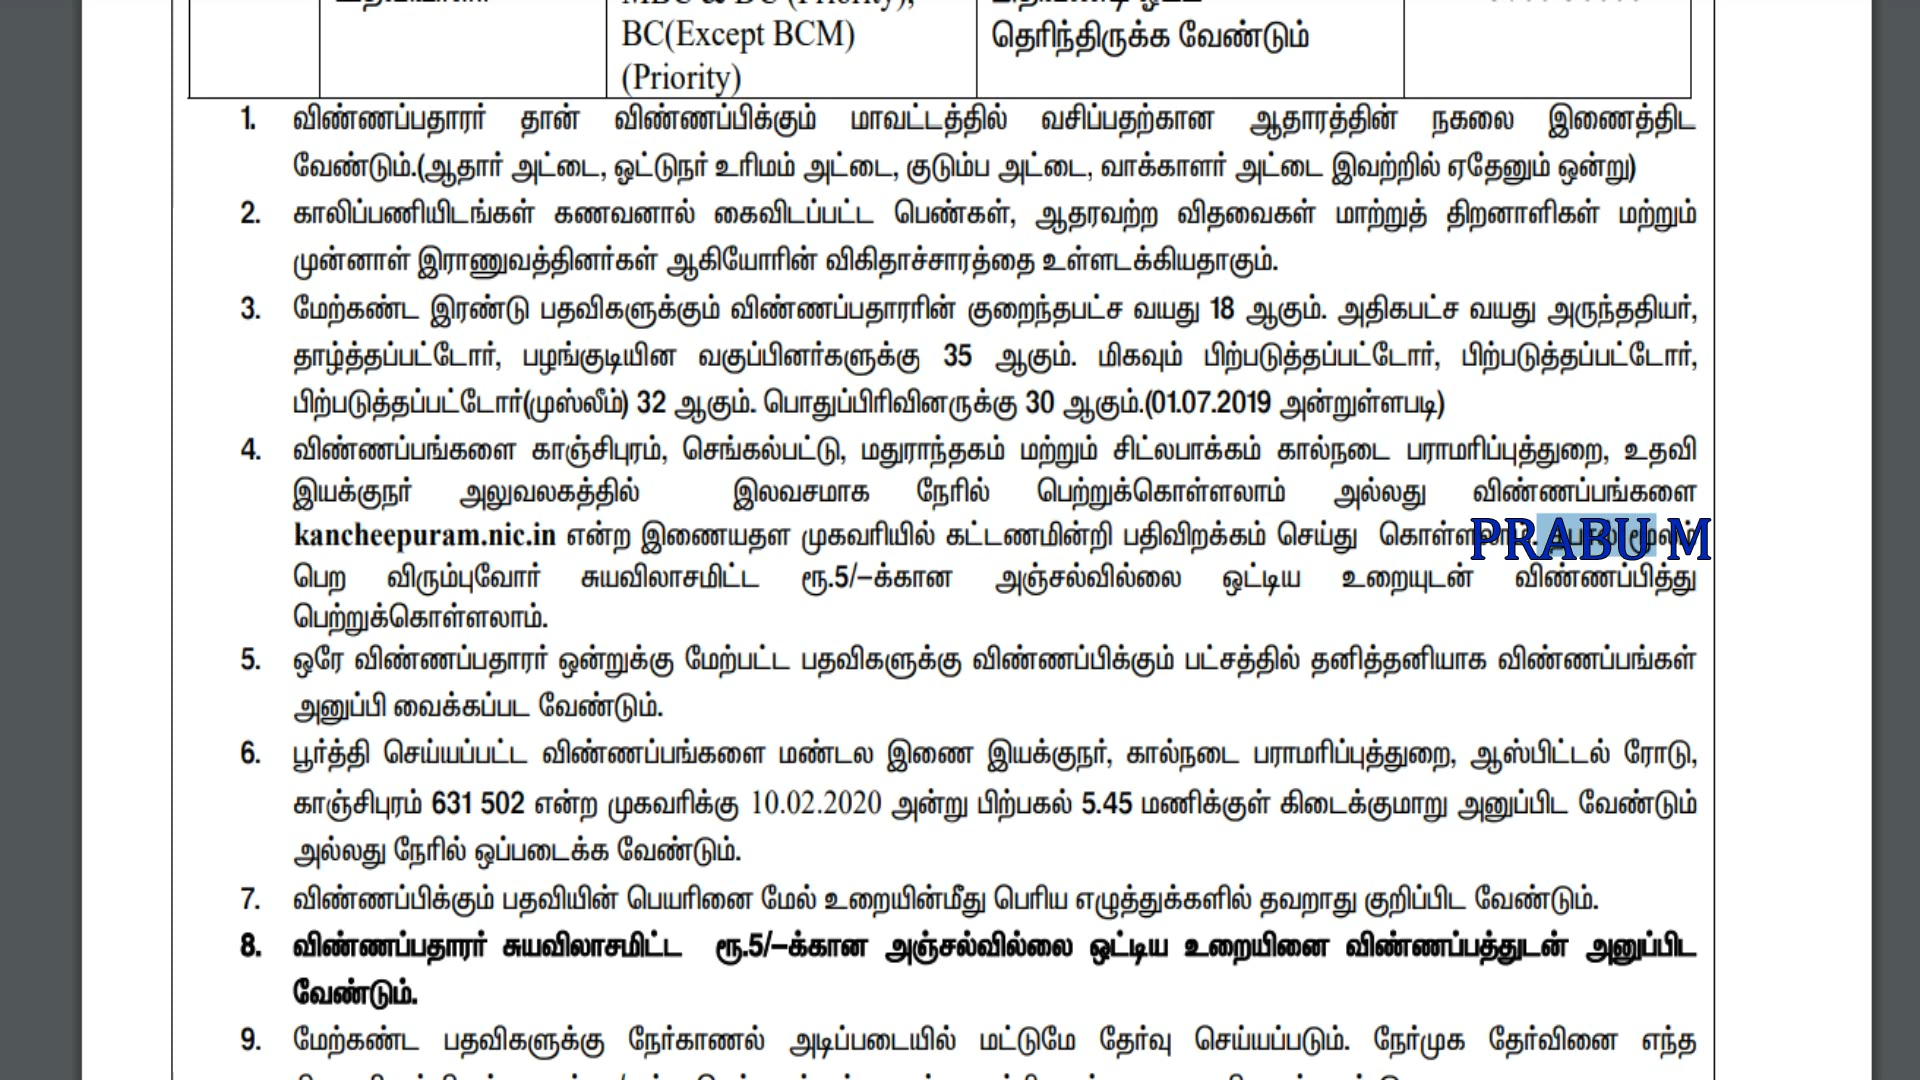 BC(Except BCM)
(Priority)
தெரிந்திருக்க வேண்டும்
1. விண்ணப்பதாரர் தான் விண்ணப்பிக்கும் மாவட்டத்தில் வசிப்பதற்கான ஆதாரத்தின் நகலை இணைத்திட
வேண்டும்.(ஆதார் அட்டை, ஓட்டுநர் உரிமம் அட்டை, குடும்ப அட்டை, வாக்காளர் அட்டை இவற்றில் ஏதேனும் ஒன்று)
2. காலிப்பணியிடங்கள் கணவனால் கைவிடப்பட்ட பெண்கள், ஆதரவற்ற விதவைகள் மாற்றுத் திறனாளிகள் மற்றும்
முன்னாள் இராணுவத்தினர்கள் ஆகியோரின் விகிதாச்சாரத்தை உள்ளடக்கியதாகும்.
3. மேற்கண்ட இரண்டு பதவிகளுக்கும் விண்ணப்பதாரரின் குறைந்தபட்ச வயது 18 ஆகும். அதிகபட்ச வயது அருந்ததியர்,
தாழ்த்தப்பட்டோர், பழங்குடியின வகுப்பினர்களுக்கு 35 ஆகும். மிகவும் பிற்படுத்தப்பட்டோர், பிற்படுத்தப்பட்டோர்,
பிற்படுத்தப்பட்டோர்(முஸ்லீம்) 32 ஆகும். பொதுப்பிரிவினருக்கு 30 ஆகும்.(01.07.2019 அன்றுள்ளபடி)
4. விண்ணப்பங்களை காஞ்சிபுரம், செங்கல்பட்டு, மதுராந்தகம் மற்றும் சிட்லபாக்கம் கால்நடை பராமரிப்புத்துறை, உதவி
இயக்குநர் அலுவலகத்தில் இலவசமாக நேரில் பெற்றுக்கொள்ளலாம் அல்லது விண்ணப்பங்களை
kancheepuram.nic.in என்ற இணையதள முகவரியில் கட்டணமின்றி பதிவிறக்கம் செய்து PRABU M
பெற விரும்புவோர் சுயவிலாசமிட்ட ரூ.5/–க்கான அஞ்சல்வில்லை ஒட்டிய உறையுடன் விண்ணப்பித்து
பெற்றுக்கொள்ளலாம்.
5. ஒரே விண்ணப்பதாரர் ஒன்றுக்கு மேற்பட்ட பதவிகளுக்கு விண்ணப்பிக்கும் பட்சத்தில் தனித்தனியாக விண்ணப்பங்கள்
அனுப்பி வைக்கப்பட வேண்டும்.
6. பூர்த்தி செய்யப்பட்ட விண்ணப்பங்களை மண்டல இணை இயக்குநர், கால்நடை பராமரிப்புத்துறை, ஆஸ்பிட்டல் ரோடு,
காஞ்சிபுரம் 631 502 என்ற முகவரிக்கு 10.02.2020 அன்று பிற்பகல் 5.45 மணிக்குள் கிடைக்குமாறு அனுப்பிட வேண்டும்
அல்லது நேரில் ஒப்படைக்க வேண்டும்.
7. விண்ணப்பிக்கும் பதவியின் பெயரினை மேல் உறையின்மீது பெரிய எழுத்துக்களில் தவறாது குறிப்பிட வேண்டும்.
8. விண்ணப்பதாரர் சுயவிலாசமிட்ட ரூ.5/–க்கான அஞ்சல்வில்லை ஒட்டிய உறையினை விண்ணப்பத்துடன் அனுப்பிட
வேண்டும்.
9. மேற்கண்ட பதவிகளுக்கு நேர்காணல் அடிப்படையில் மட்டுமே தேர்வு செய்யப்படும். நேர்முக தேர்வினை எந்த